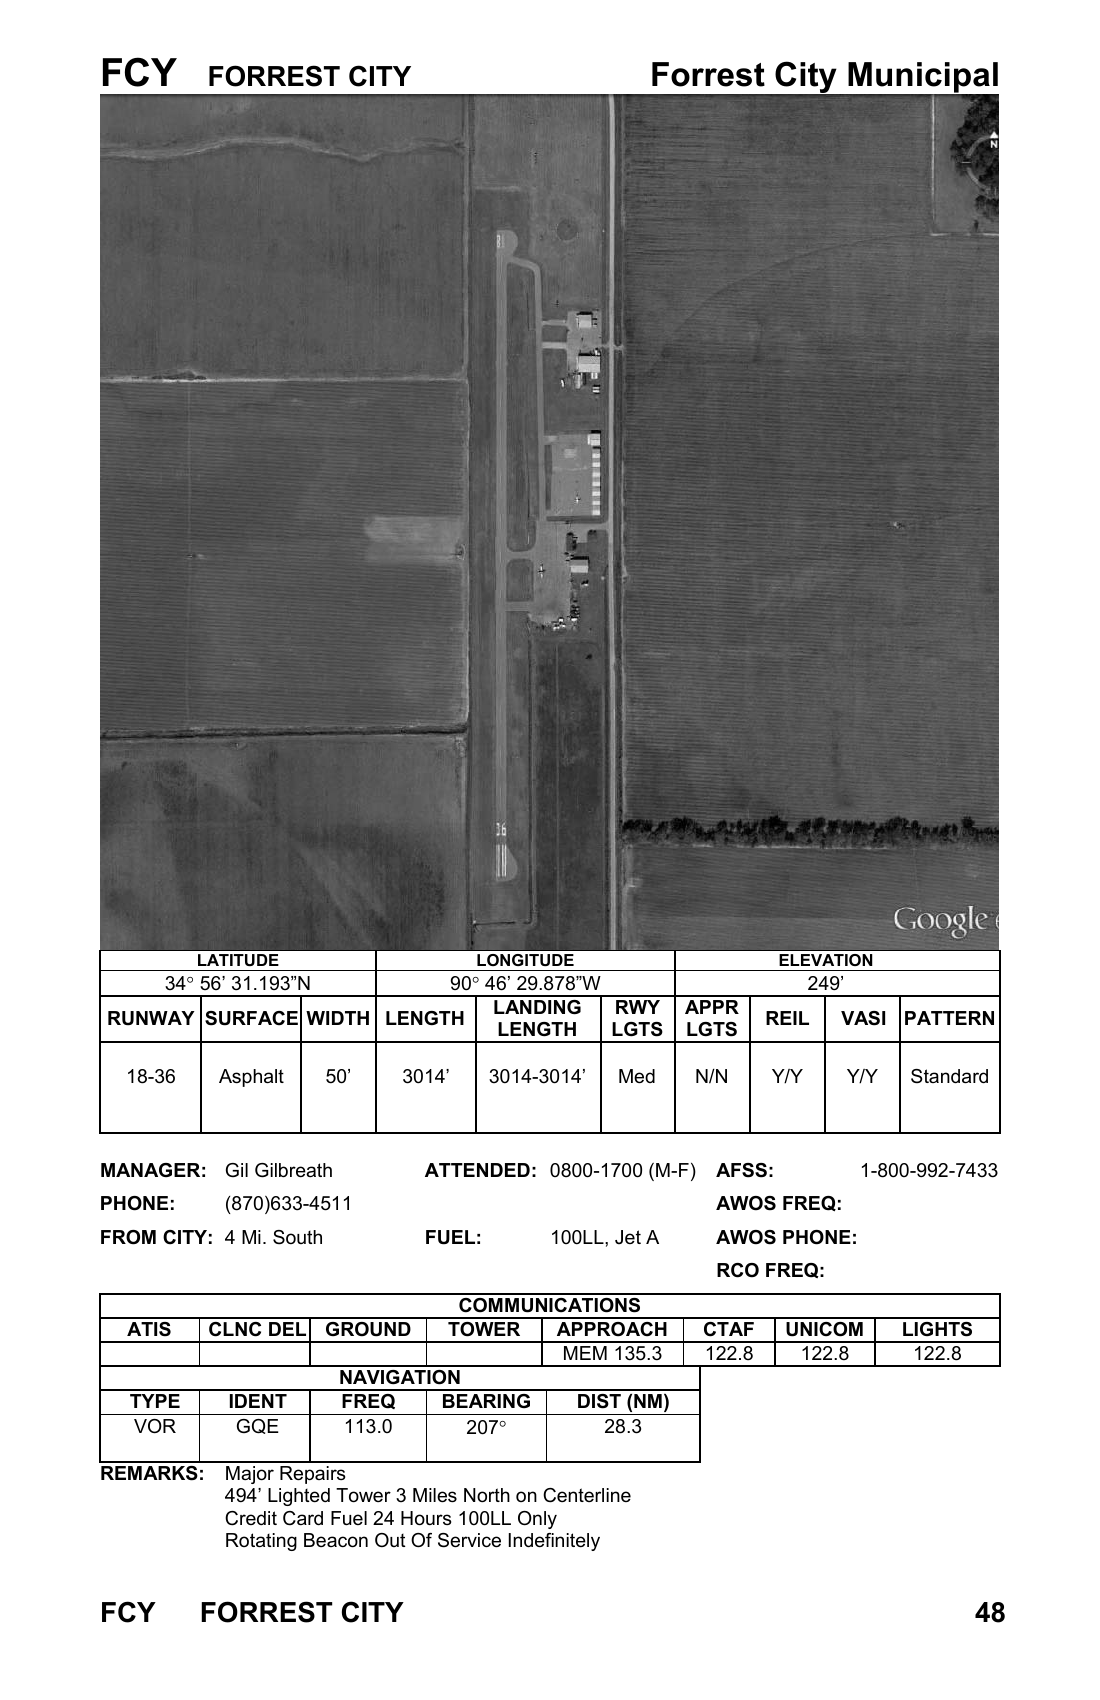 FCY FORREST CITY Forrest City Municipal
N
36
Google
LATITUDE LONGITUDE ELEVATION
34° 56’ 31.193”N 90° 46’ 29.878”W 249’
RUNWAY SURFACE WIDTH LENGTH LANDING LENGTH RWY LGTS APPR LGTS REIL VASI PATTERN
18-36 Asphalt 50’ 3014’ 3014-3014’ Med N/N Y/Y Y/Y Standard
MANAGER: Gil Gilbreath ATTENDED: 0800-1700 (M-F) AFSS: 1-800-992-7433
PHONE: (870)633-4511 AWOS FREQ:
FROM CITY: 4 Mi. South FUEL: 100LL, Jet A AWOS PHONE:
RCO FREQ:
COMMUNICATIONS
ATIS CLNC DEL GROUND TOWER APPROACH CTAF UNICOM LIGHTS
MEM 135.3 122.8 122.8 122.8
NAVIGATION
TYPE IDENT FREQ BEARING DIST (NM)
VOR GQE 113.0 207° 28.3
REMARKS: Major Repairs
494’ Lighted Tower 3 Miles North on Centerline
Credit Card Fuel 24 Hours 100LL Only
Rotating Beacon Out Of Service Indefinitely
FCY FORREST CITY 48